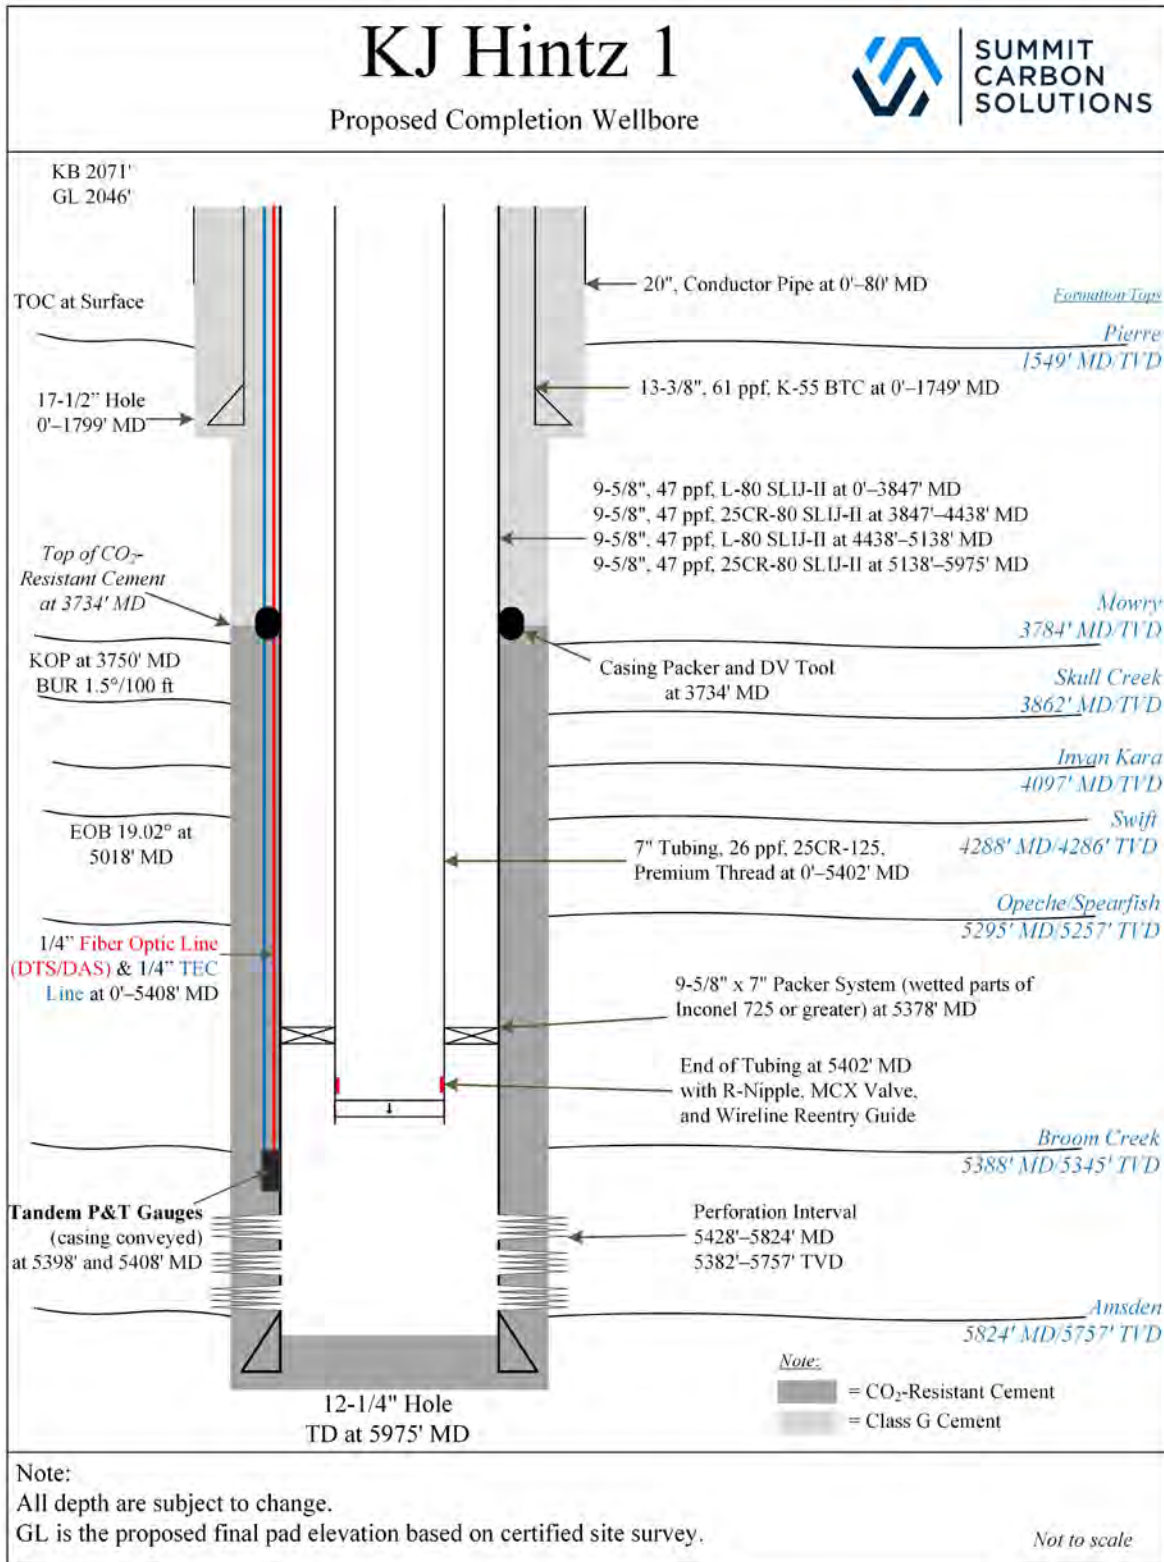 KJ Hintz 1
Proposed Completion Wellbore
SUMMIT
CARBON
SOLUTIONS
KB 2071'
GL 2046'
TOC at Surface
17-1/2" Hole
0'–1799' MD
Top of CO₂-
Resistant Cement
at 3734' MD
KOP at 3750' MD
BUR 1.5°/100 ft
EOB 19.02° at
5018' MD
1/4" Fiber Optic Line
(DTS/DAS) & 1/4" TEC
Line at 0'–5408' MD
Tandem P&T Gauges
(casing conveyed)
at 5398' and 5408' MD
20", Conductor Pipe at 0'–80' MD
13-3/8", 61 ppf, K-55 BTC at 0'–1749' MD
9-5/8", 47 ppf, L-80 SLIJ-II at 0'–3847' MD
9-5/8", 47 ppf, 25CR-80 SLIJ-II at 3847'–4438' MD
9-5/8", 47 ppf, L-80 SLIJ-II at 4438'–5138' MD
9-5/8", 47 ppf, 25CR-80 SLIJ-II at 5138'–5975' MD
Casing Packer and DV Tool
at 3734' MD
7" Tubing, 26 ppf, 25CR-125,
Premium Thread at 0'–5402' MD
9-5/8" x 7" Packer System (wetted parts of
Inconel 725 or greater) at 5378' MD
End of Tubing at 5402' MD
with R-Nipple, MCX Valve,
and Wireline Reentry Guide
Perforation Interval
5428'–5824' MD
5382'–5757' TVD
Formation Tops
Pierre
1549' MD/TVD
Mowry
3784' MD/TVD
Skull Creek
3862' MD/TVD
Inyan Kara
4097' MD/TVD
Swift
4288' MD/4286' TVD
Opeche/Spearfish
5295' MD/5257' TVD
Broom Creek
5388' MD/5345' TVD
Amsden
5824' MD/5757' TVD
12-1/4" Hole
TD at 5975' MD
Note:
= CO₂-Resistant Cement
= Class G Cement
Note:
All depth are subject to change.
GL is the proposed final pad elevation based on certified site survey.
Not to scale